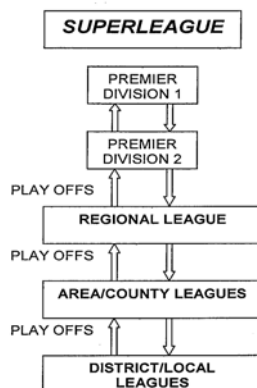 SUPERLEAGUE
PREMIER
DIVISION 1
PREMIER
DIVISION 2
PLAY OFFS
REGIONAL LEAGUE
PLAY OFFS
AREA/COUNTY LEAGUES
PLAY OFFS
DISTRICT/LOCAL
LEAGUES